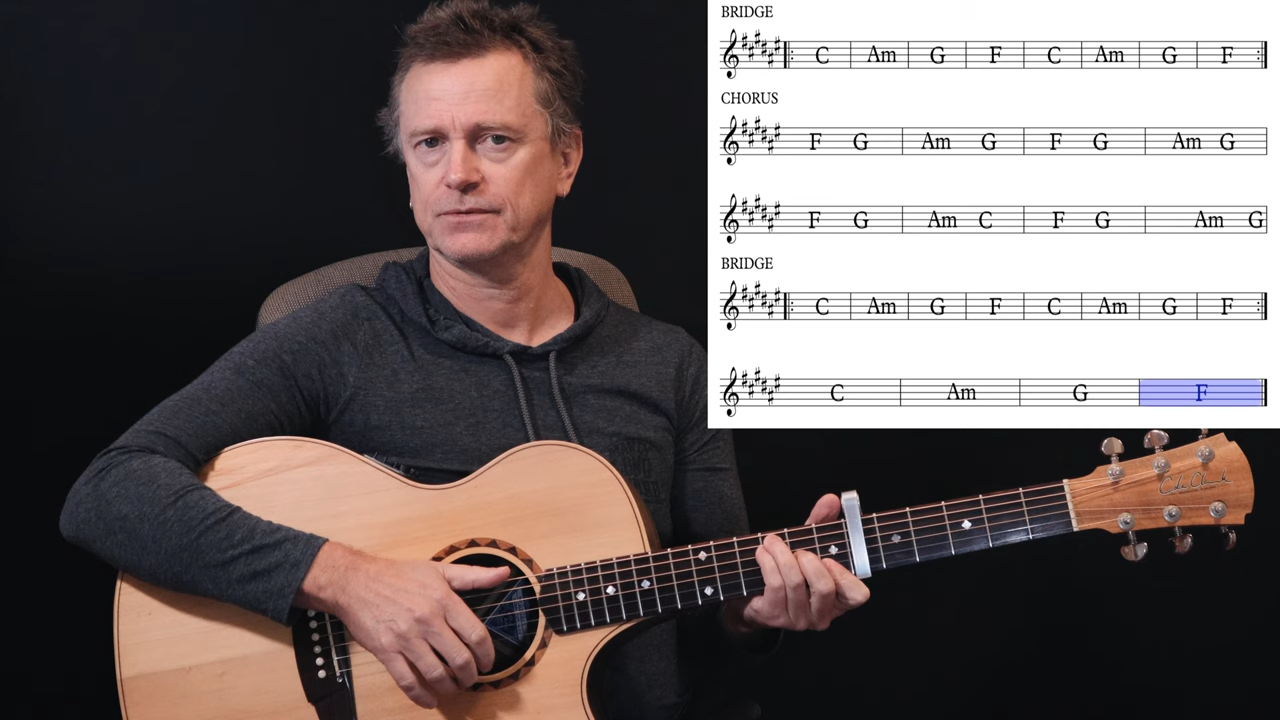 BRIDGE
C Am G F C Am G F
CHORUS
F G Am G F G Am G
F G Am C F G Am G
BRIDGE
C Am G F C Am G F
C Am G F